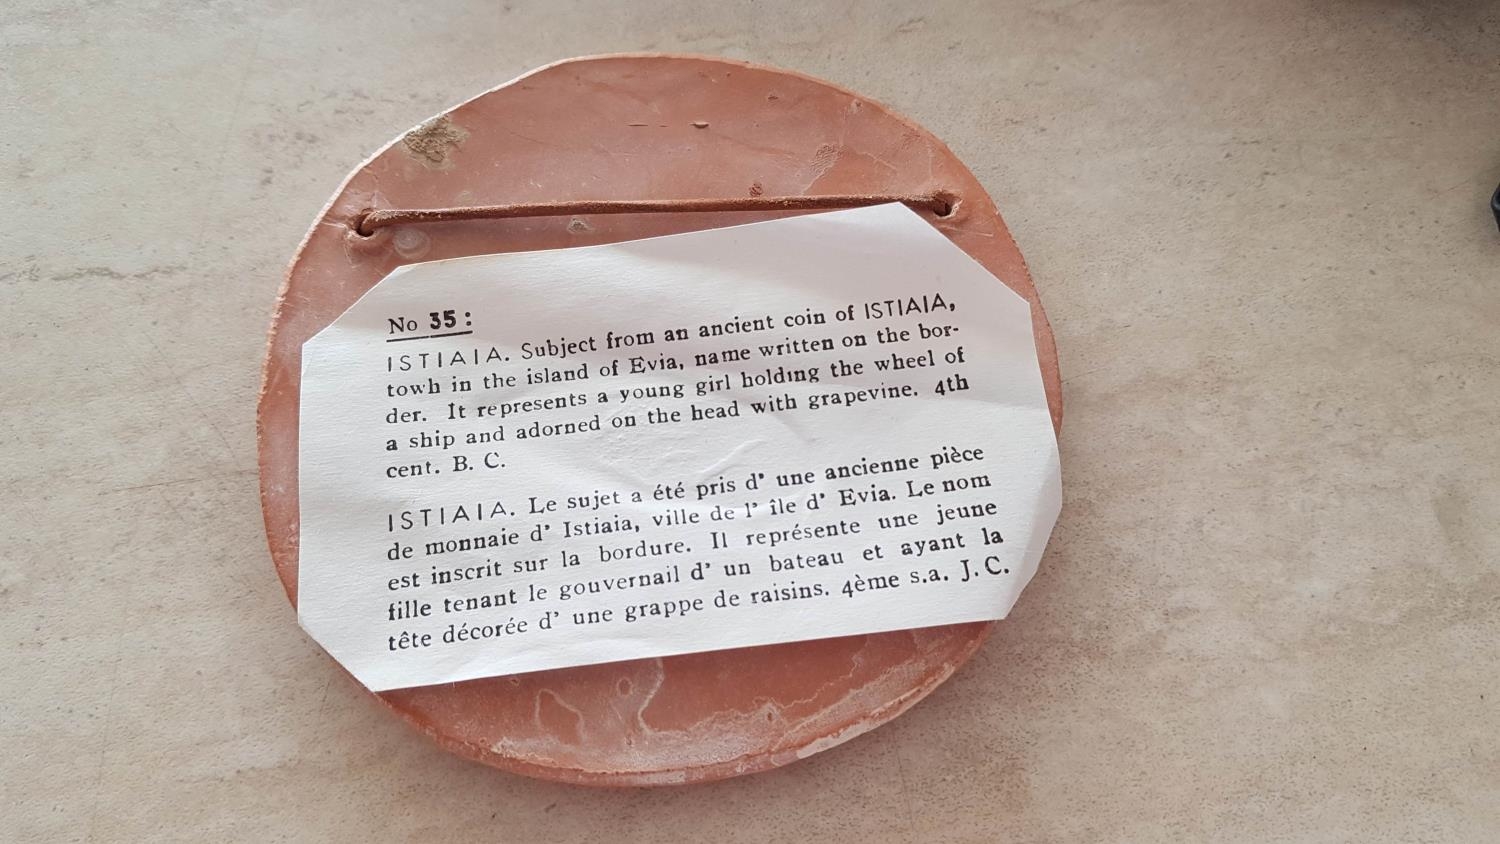 No 35:
ISTIAIA. Subject from an ancient coin of ISTIAIA,
towh in the island of Evia, name written on the bor-
der. It represents a young girl holding the wheel of
a ship and adorned on the head with grapevine. 4th
cent. B. C.
ISTIAIA. Le sujet a été pris d' une ancienne pièce
de monnaie d' Istiaia, ville de l' île d' Evia. Le nom
est inscrit sur la bordure. Il représente une jeune
fille tenant le gouvernail d' un bateau et ayant la
tête décorée d' une grappe de raisins. 4ème s.a. J. C.